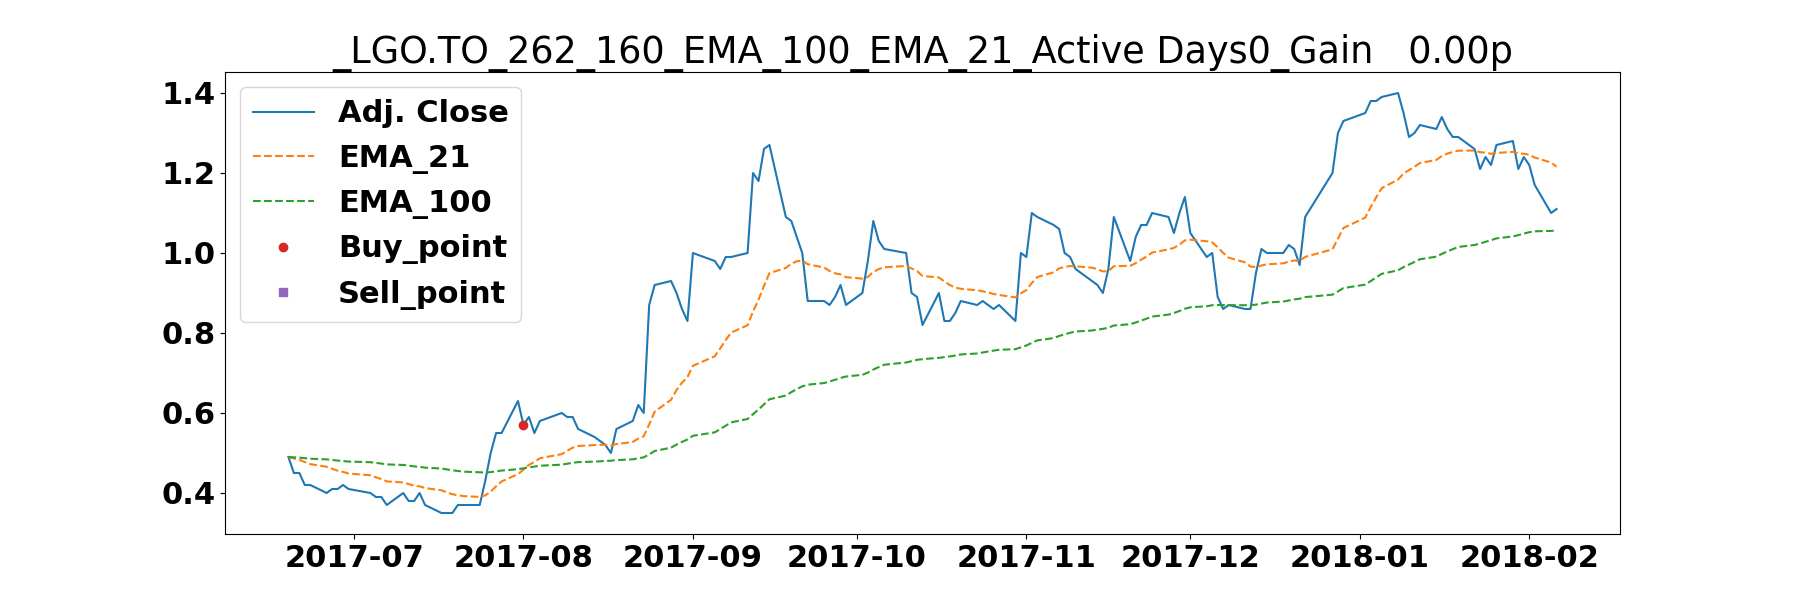 _LGO.TO_262_160_EMA_100_EMA_21_Active Days0_Gain   0.00p
1.4
1.2
1.0
0.8
0.6
0.4
Adj. Close
EMA_21
EMA_100
Buy_point
Sell_point
2017-07 2017-08 2017-09 2017-10 2017-11 2017-12 2018-01 2018-02